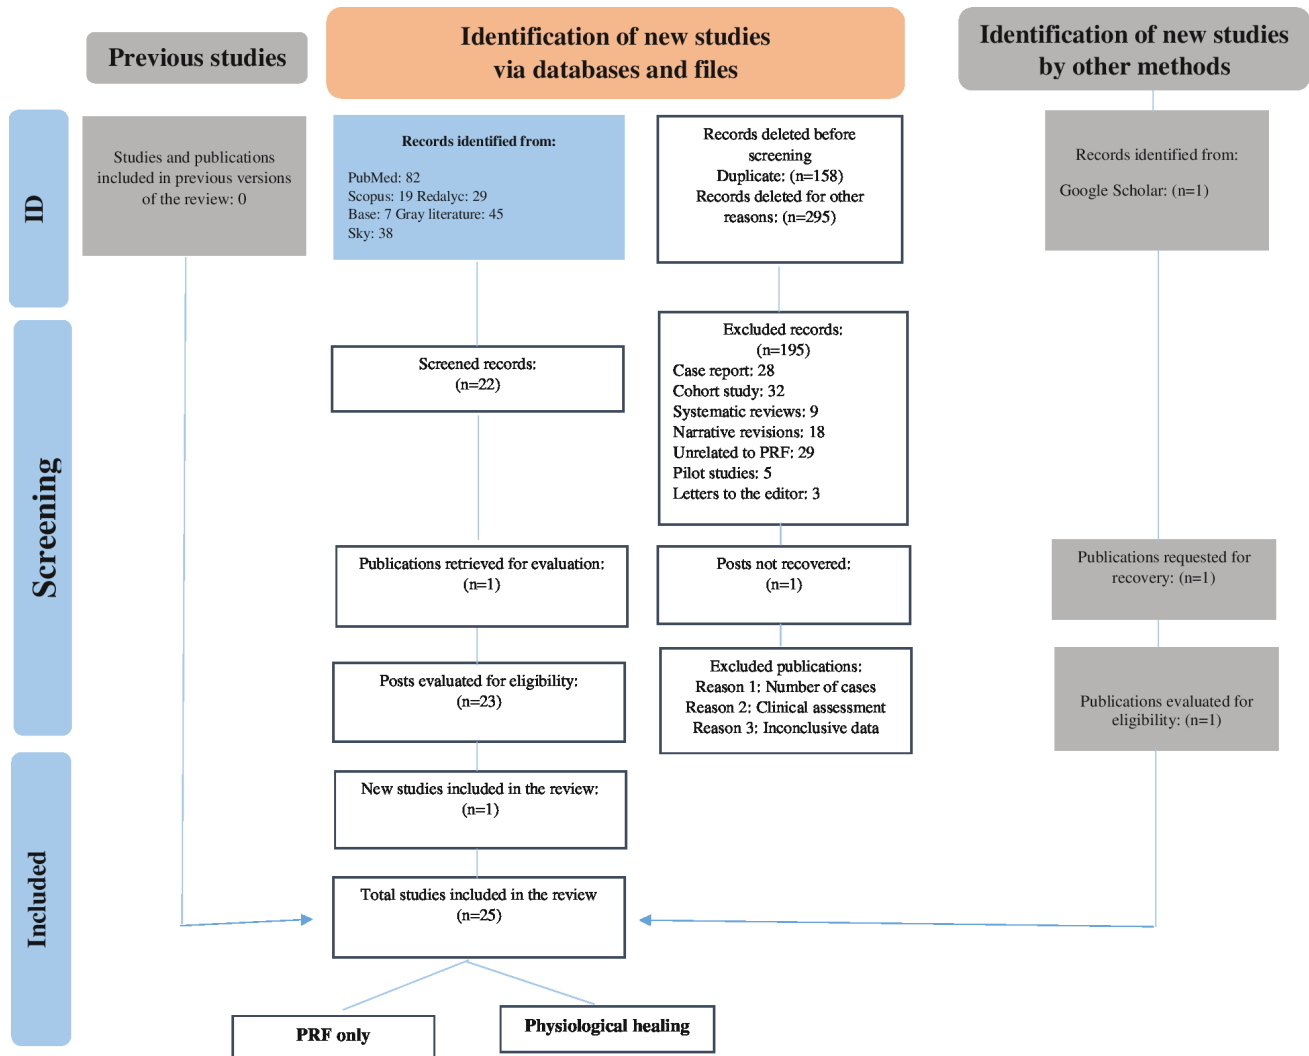 Previous studies
Identification of new studies
via databases and files
Identification of new studies
by other methods
ID
Studies and publications
included in previous versions
of the review: 0
Records identified from:
PubMed: 82
Scopus: 19 Redalyc: 29
Base: 7 Gray literature: 45
Sky: 38
Records deleted before
screening
Duplicate: (n=158)
Records deleted for other
reasons: (n=295)
Records identified from:
Google Scholar: (n=1)
Screening
Screened records:
(n=22)
Excluded records:
(n=195)
Case report: 28
Cohort study: 32
Systematic reviews: 9
Narrative revisions: 18
Unrelated to PRF: 29
Pilot studies: 5
Letters to the editor: 3
Publications retrieved for evaluation:
(n=1)
Posts not recovered:
(n=1)
Publications requested for
recovery: (n=1)
Posts evaluated for eligibility:
(n=23)
Excluded publications:
Reason 1: Number of cases
Reason 2: Clinical assessment
Reason 3: Inconclusive data
Publications evaluated for
eligibility: (n=1)
Included
New studies included in the review:
(n=1)
Total studies included in the review
(n=25)
PRF only
Physiological healing